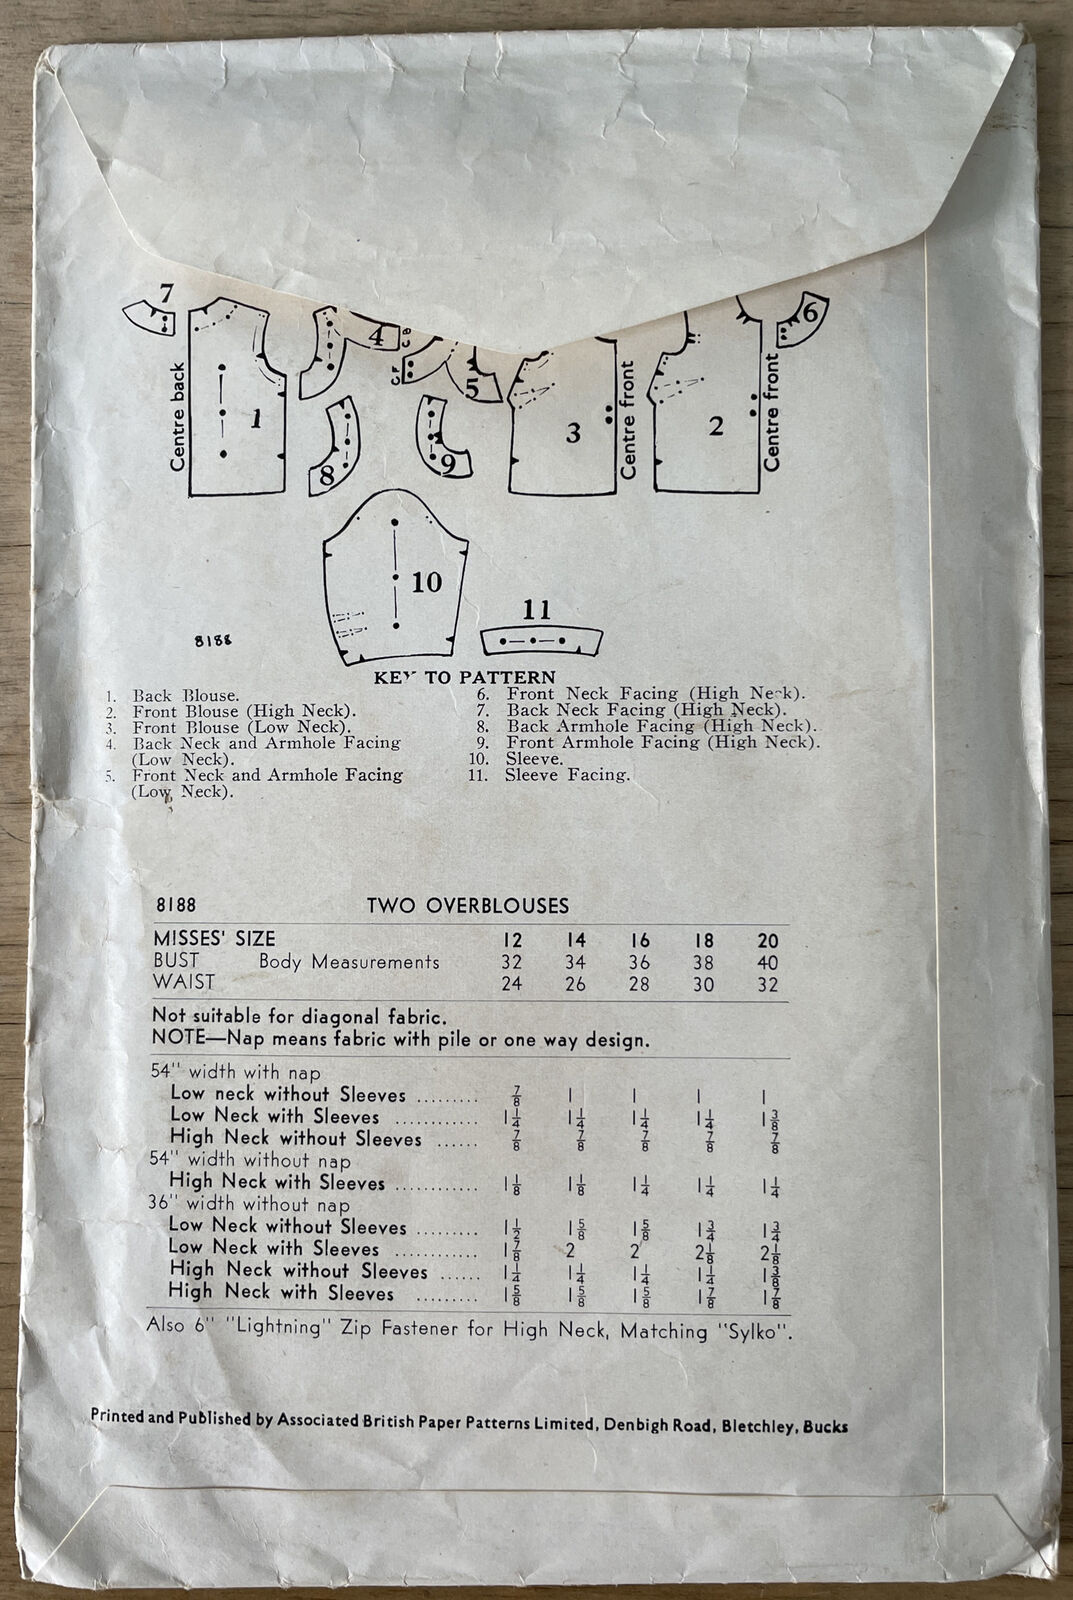 7
4
C B
6
Centre back
1
C F
5
3
Centre front
2
Centre front
8
9
10
11
8188
KEY TO PATTERN
1. Back Blouse.
2. Front Blouse (High Neck).
3. Front Blouse (Low Neck).
4. Back Neck and Armhole Facing
(Low Neck).
5. Front Neck and Armhole Facing
(Low Neck).
6. Front Neck Facing (High Neck).
7. Back Neck Facing (High Neck).
8. Back Armhole Facing (High Neck).
9. Front Armhole Facing (High Neck).
10. Sleeve.
11. Sleeve Facing.
8188 TWO OVERBLOUSES
MISSES' SIZE 12 14 16 18 20
BUST Body Measurements 32 34 36 38 40
WAIST 24 26 28 30 32
Not suitable for diagonal fabric.
NOTE—Nap means fabric with pile or one way design.
54" width with nap
Low neck without Sleeves ......... 7/8 1 1 1 1
Low Neck with Sleeves ............ 1 1/4 1 1/4 1 1/4 1 1/4 1 3/8
High Neck without Sleeves ...... 7/8 7/8 7/8 7/8 7/8
54" width without nap
High Neck with Sleeves ............ 1 1/8 1 1/8 1 1/4 1 1/4 1 1/4
36" width without nap
Low Neck without Sleeves ......... 1 1/2 1 5/8 1 5/8 1 3/4 1 3/4
Low Neck with Sleeves ............ 1 7/8 2 2 2 1/8 2 1/8
High Neck without Sleeves ...... 1 1/4 1 1/4 1 1/4 1 1/4 1 3/8
High Neck with Sleeves ......... 1 5/8 1 5/8 1 5/8 1 7/8 1 7/8
Also 6" "Lightning" Zip Fastener for High Neck, Matching "Sylko".
Printed and Published by Associated British Paper Patterns Limited, Denbigh Road, Bletchley, Bucks